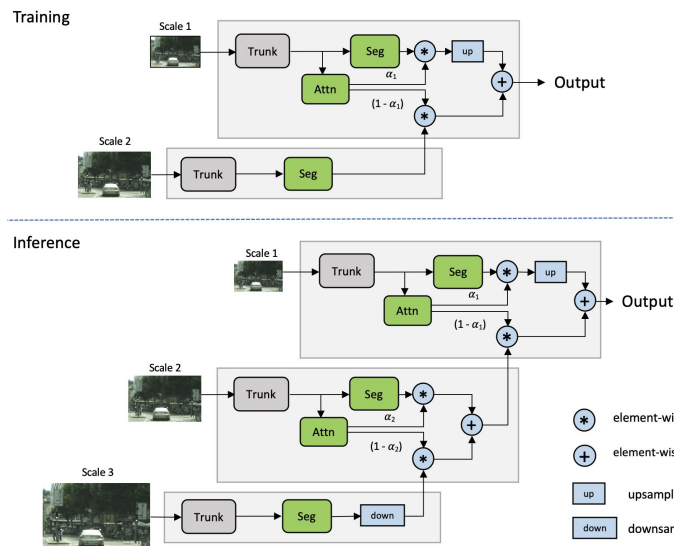 Training
Scale 1
Trunk
Seg
*
up
α1
Attn
+
Output
(1 - α1)
*
Scale 2
Trunk
Seg
Inference
Scale 1
Trunk
Seg
*
up
α1
Attn
+
Output
(1 - α1)
*
Scale 2
Trunk
Seg
*
α2
Attn
+
(1 - α2)
*
Scale 3
Trunk
Seg
down
* element-wi
+ element-wis
up upsampl
down downsar